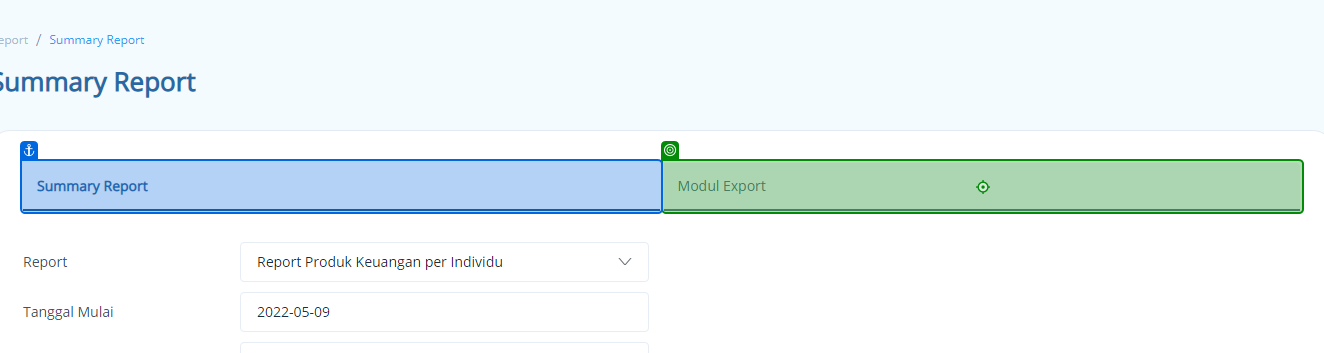 eport / Summary Report
Summary Report
Summary Report
Modul Export
Report
Report Produk Keuangan per Individu
Tanggal Mulai
2022-05-09